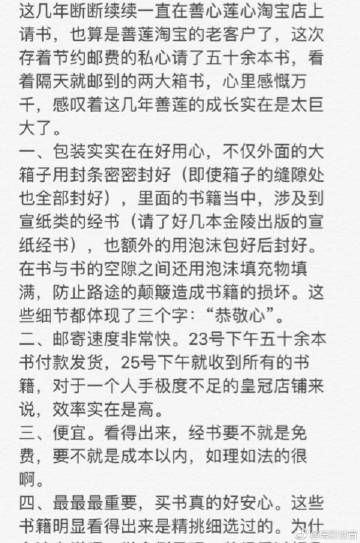 这几年断断续续一直在善心莲心淘宝店上
请书，也算是善莲淘宝的老客户了，这次
存着节约邮费的私心请了五十余本书，看
着隔天就邮到的两大箱书，心里感慨万
千，感叹着这几年善莲的成长实在是太巨
大了。
一、包装实实在在好用心，不仅外面的大
箱子用封条密密封好（即使箱子的缝隙处
也全部封好），里面的书籍当中，涉及到
宣纸类的经书（请了好几本金陵出版的宣
纸经书），也额外的用泡沫包好后封好。
在书与书的空隙之间还用泡沫填充物填
满，防止路途的颠簸造成书籍的损坏。这
些细节都体现了三个字：“恭敬心”。
二、邮寄速度非常快。23号下午五十余本
书付款发货，25号下午就收到所有的书
籍，对于一个人手极度不足的皇冠店铺来
说，效率实在是高。
三、便宜。看得出来，经书要不就是免
费，要不就是成本以内，如理如法的很
啊。
四、最最最重要，买书真的好安心。这些
书籍明显看得出来是精挑细选过的。为什